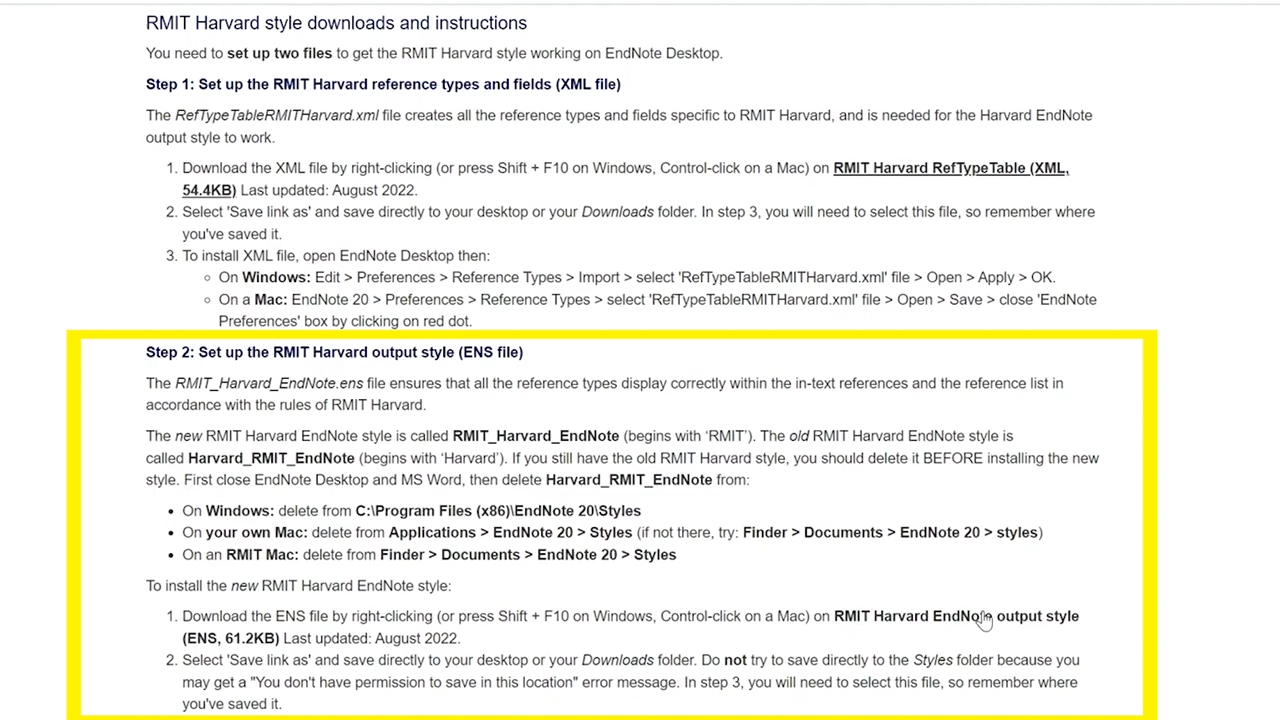 RMIT Harvard style downloads and instructions
You need to set up two files to get the RMIT Harvard style working on EndNote Desktop.
Step 1: Set up the RMIT Harvard reference types and fields (XML file)
The RefTypeTableRMITHarvard.xml file creates all the reference types and fields specific to RMIT Harvard, and is needed for the Harvard EndNote
output style to work.
1. Download the XML file by right-clicking (or press Shift + F10 on Windows, Control-click on a Mac) on RMIT Harvard RefTypeTable (XML,
54.4KB) Last updated: August 2022.
2. Select 'Save link as' and save directly to your desktop or your Downloads folder. In step 3, you will need to select this file, so remember where
you've saved it.
3. To install XML file, open EndNote Desktop then:
◦ On Windows: Edit > Preferences > Reference Types > Import > select 'RefTypeTableRMITHarvard.xml' file > Open > Apply > OK.
◦ On a Mac: EndNote 20 > Preferences > Reference Types > select 'RefTypeTableRMITHarvard.xml' file > Open > Save > close 'EndNote
Preferences' box by clicking on red dot.
Step 2: Set up the RMIT Harvard output style (ENS file)
The RMIT_Harvard_EndNote.ens file ensures that all the reference types display correctly within the in-text references and the reference list in
accordance with the rules of RMIT Harvard.
The new RMIT Harvard EndNote style is called RMIT_Harvard_EndNote (begins with ‘RMIT’). The old RMIT Harvard EndNote style is
called Harvard_RMIT_EndNote (begins with ‘Harvard’). If you still have the old RMIT Harvard style, you should delete it BEFORE installing the new
style. First close EndNote Desktop and MS Word, then delete Harvard_RMIT_EndNote from:
• On Windows: delete from C:\Program Files (x86)\EndNote 20\Styles
• On your own Mac: delete from Applications > EndNote 20 > Styles (if not there, try: Finder > Documents > EndNote 20 > styles)
• On an RMIT Mac: delete from Finder > Documents > EndNote 20 > Styles
To install the new RMIT Harvard EndNote style:
1. Download the ENS file by right-clicking (or press Shift + F10 on Windows, Control-click on a Mac) on RMIT Harvard EndNote output style
(ENS, 61.2KB) Last updated: August 2022.
2. Select 'Save link as' and save directly to your desktop or your Downloads folder. Do not try to save directly to the Styles folder because you
may get a "You don't have permission to save in this location" error message. In step 3, you will need to select this file, so remember where
you've saved it.